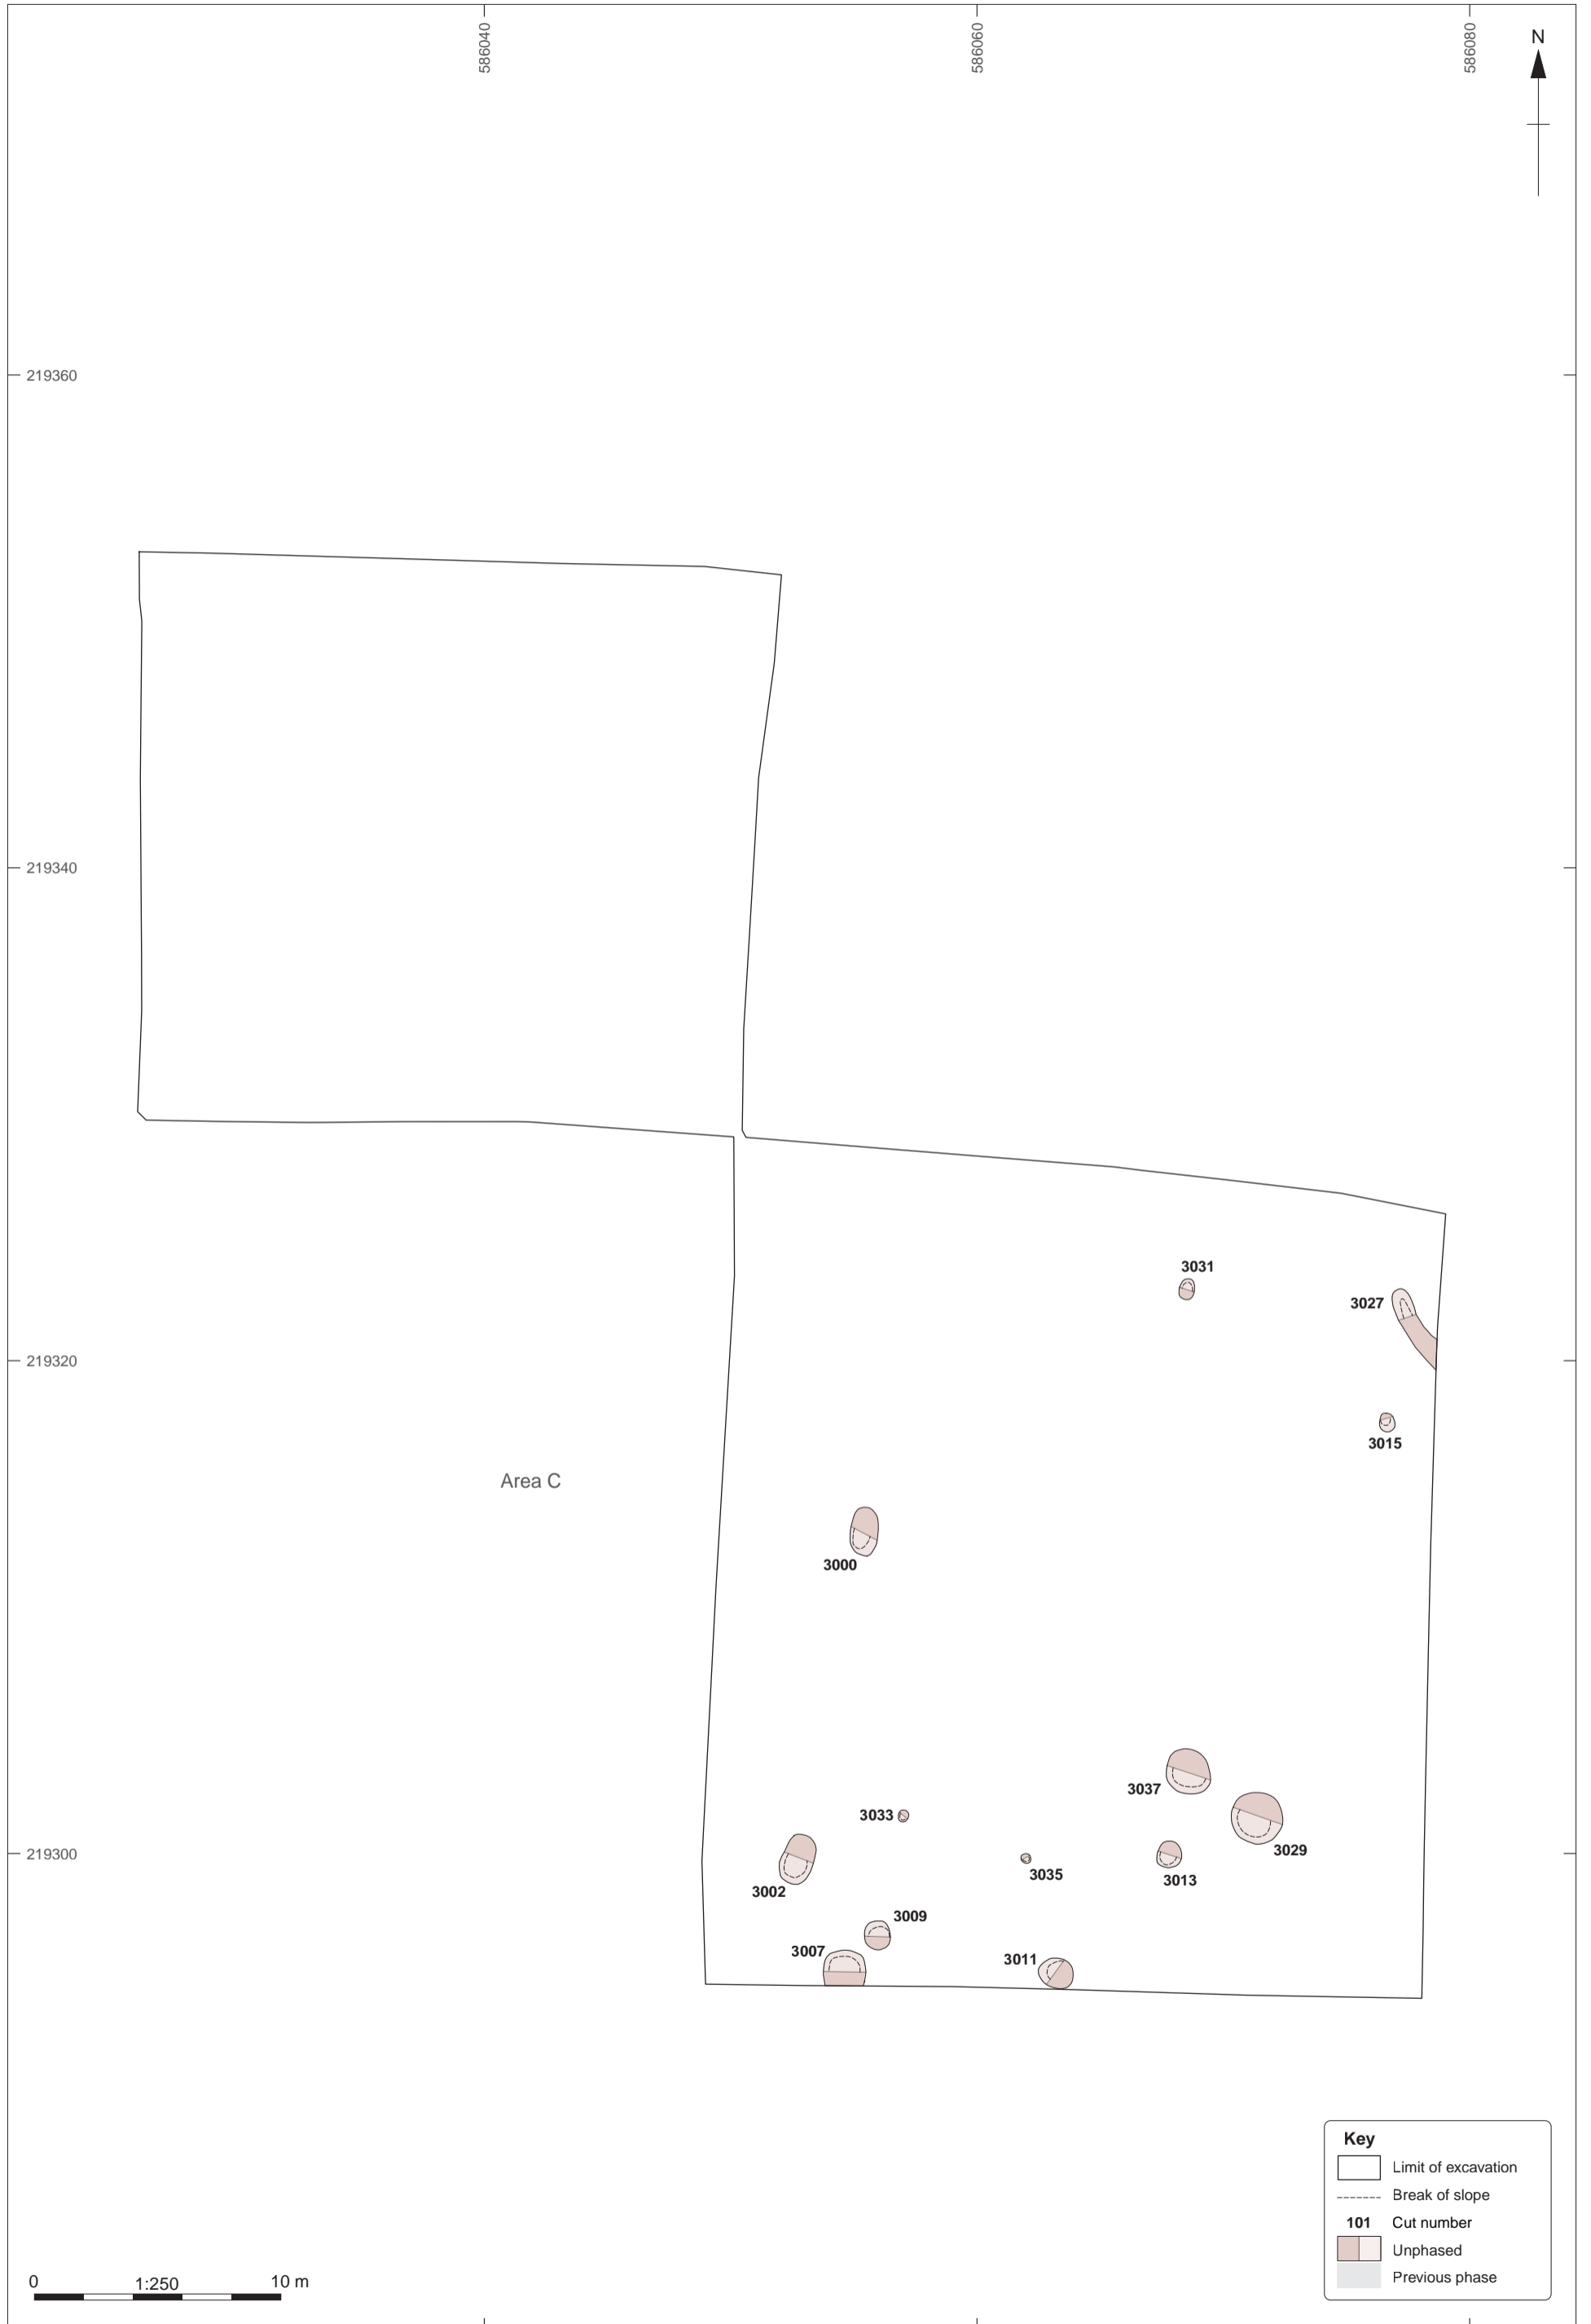 586040
586060
586080
N
219360
219340
219320
219300
3031
3027
3015
Area C
3000
3037
3033
3029
3035
3013
3002
3009
3007
3011
Key
Limit of excavation
Break of slope
101 Cut number
Unphased
Previous phase
0 1:250 10 m